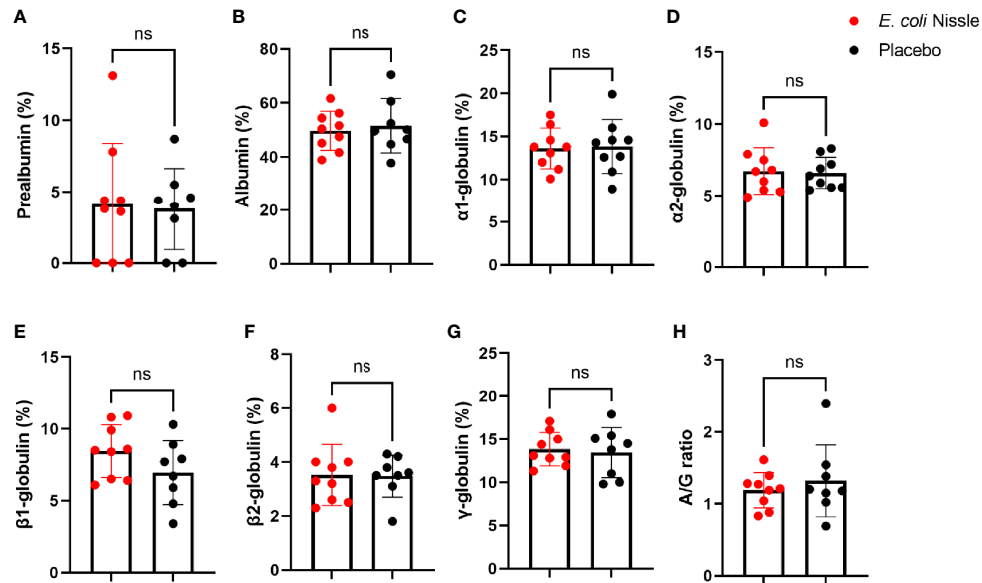 A
B
C
D
E. coli Nissle
Placebo
ns
Prealbumin (%)
15
10
5
0
ns
Albumin (%)
80
60
40
20
0
ns
α1-globulin (%)
25
20
15
10
5
0
ns
α2-globulin (%)
15
10
5
0
E
F
G
H
ns
β1-globulin (%)
15
10
5
0
ns
β2-globulin (%)
8
6
4
2
0
ns
γ-globulin (%)
25
20
15
10
5
0
ns
A/G ratio
3
2
1
0